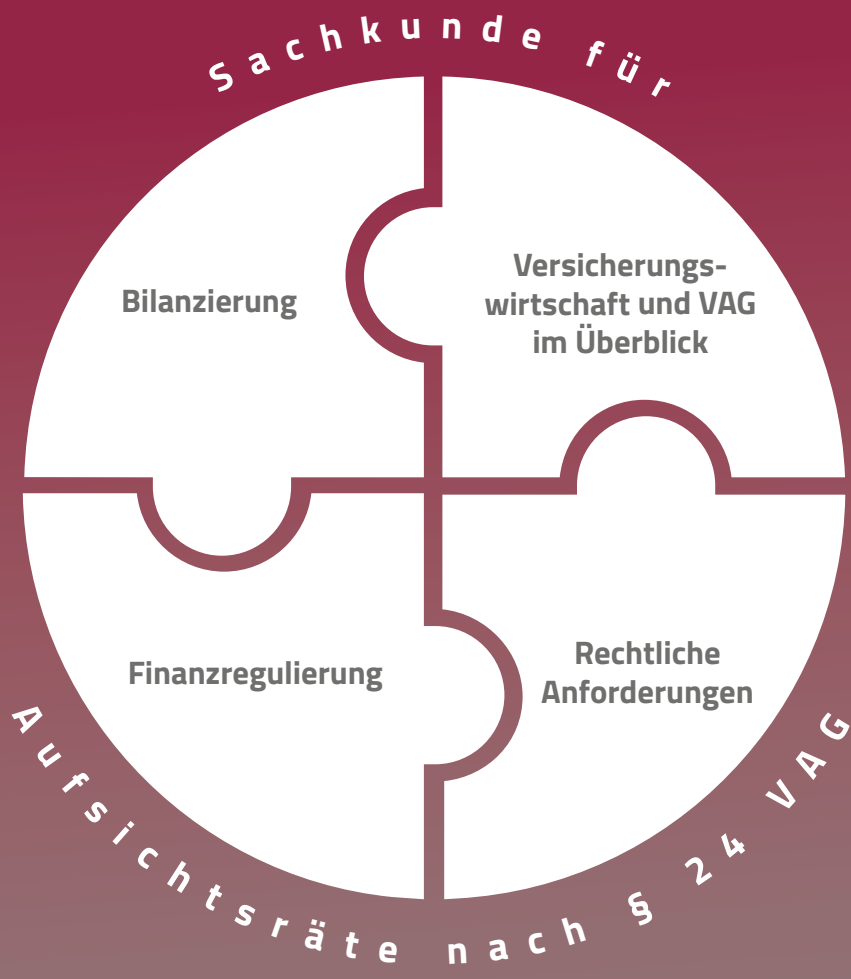 Sachkunde für
Bilanzierung
Versicherungs-
wirtschaft und VAG
im Überblick
Finanzregulierung
Rechtliche
Anforderungen
Aufsichtsräte nach § 24 VAG